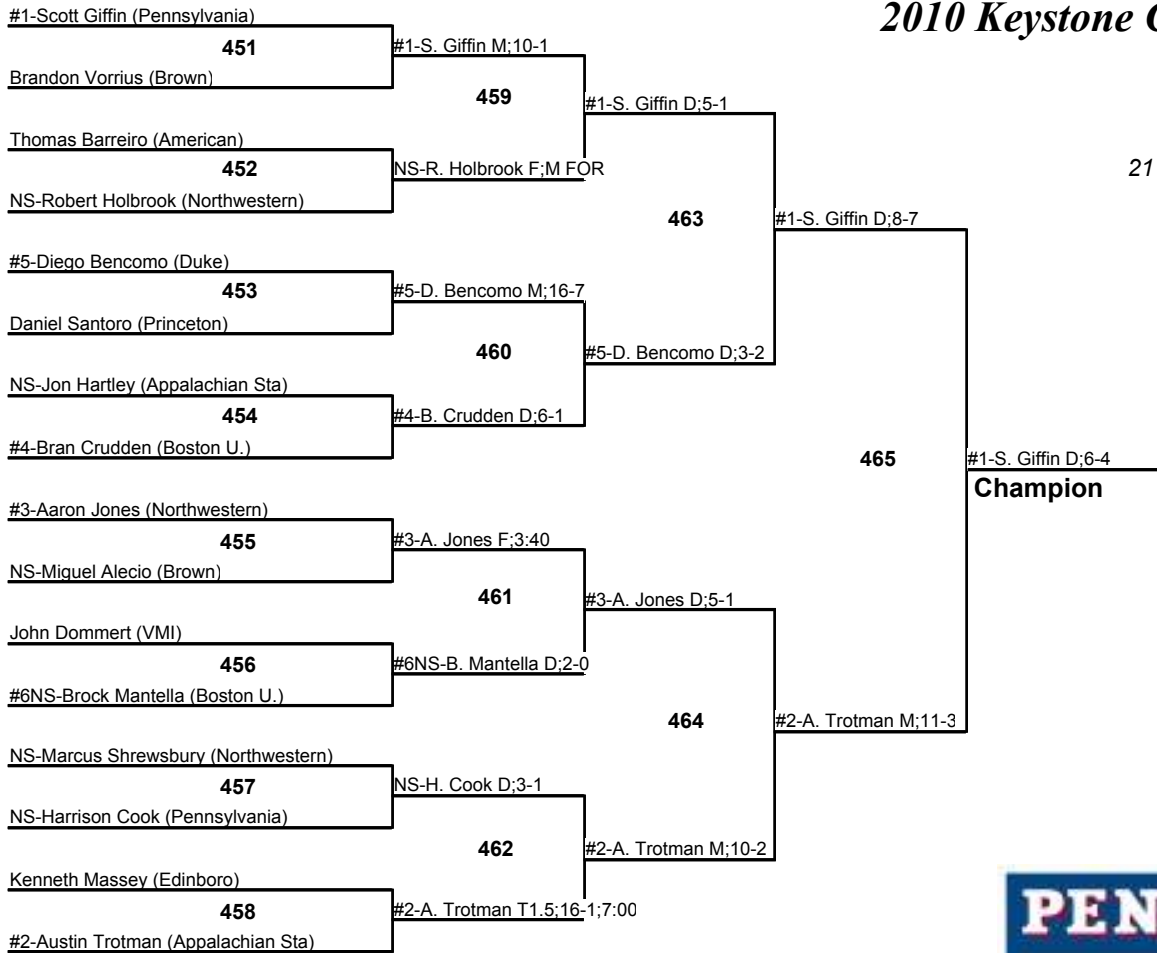 #1-Scott Giffin (Pennsylvania)
2010 Keystone C
451
#1-S. Giffin M;10-1
Brandon Vorrius (Brown)
459
#1-S. Giffin D;5-1
Thomas Barreiro (American)
452
NS-R. Holbrook F;M FOR
21
NS-Robert Holbrook (Northwestern)
463
#1-S. Giffin D;8-7
#5-Diego Bencomo (Duke)
453
#5-D. Bencomo M;16-7
Daniel Santoro (Princeton)
460
#5-D. Bencomo D;3-2
NS-Jon Hartley (Appalachian Sta)
454
#4-B. Crudden D;6-1
#4-Bran Crudden (Boston U.)
465
#1-S. Giffin D;6-4
Champion
#3-Aaron Jones (Northwestern)
455
#3-A. Jones F;3:40
NS-Miguel Alecio (Brown)
461
#3-A. Jones D;5-1
John Dommert (VMI)
456
#6NS-B. Mantella D;2-0
#6NS-Brock Mantella (Boston U.)
464
#2-A. Trotman M;11-3
NS-Marcus Shrewsbury (Northwestern)
457
NS-H. Cook D;3-1
NS-Harrison Cook (Pennsylvania)
462
#2-A. Trotman M;10-2
Kenneth Massey (Edinboro)
458
#2-A. Trotman T1.5;16-1;7:00
#2-Austin Trotman (Appalachian Sta)
PEN